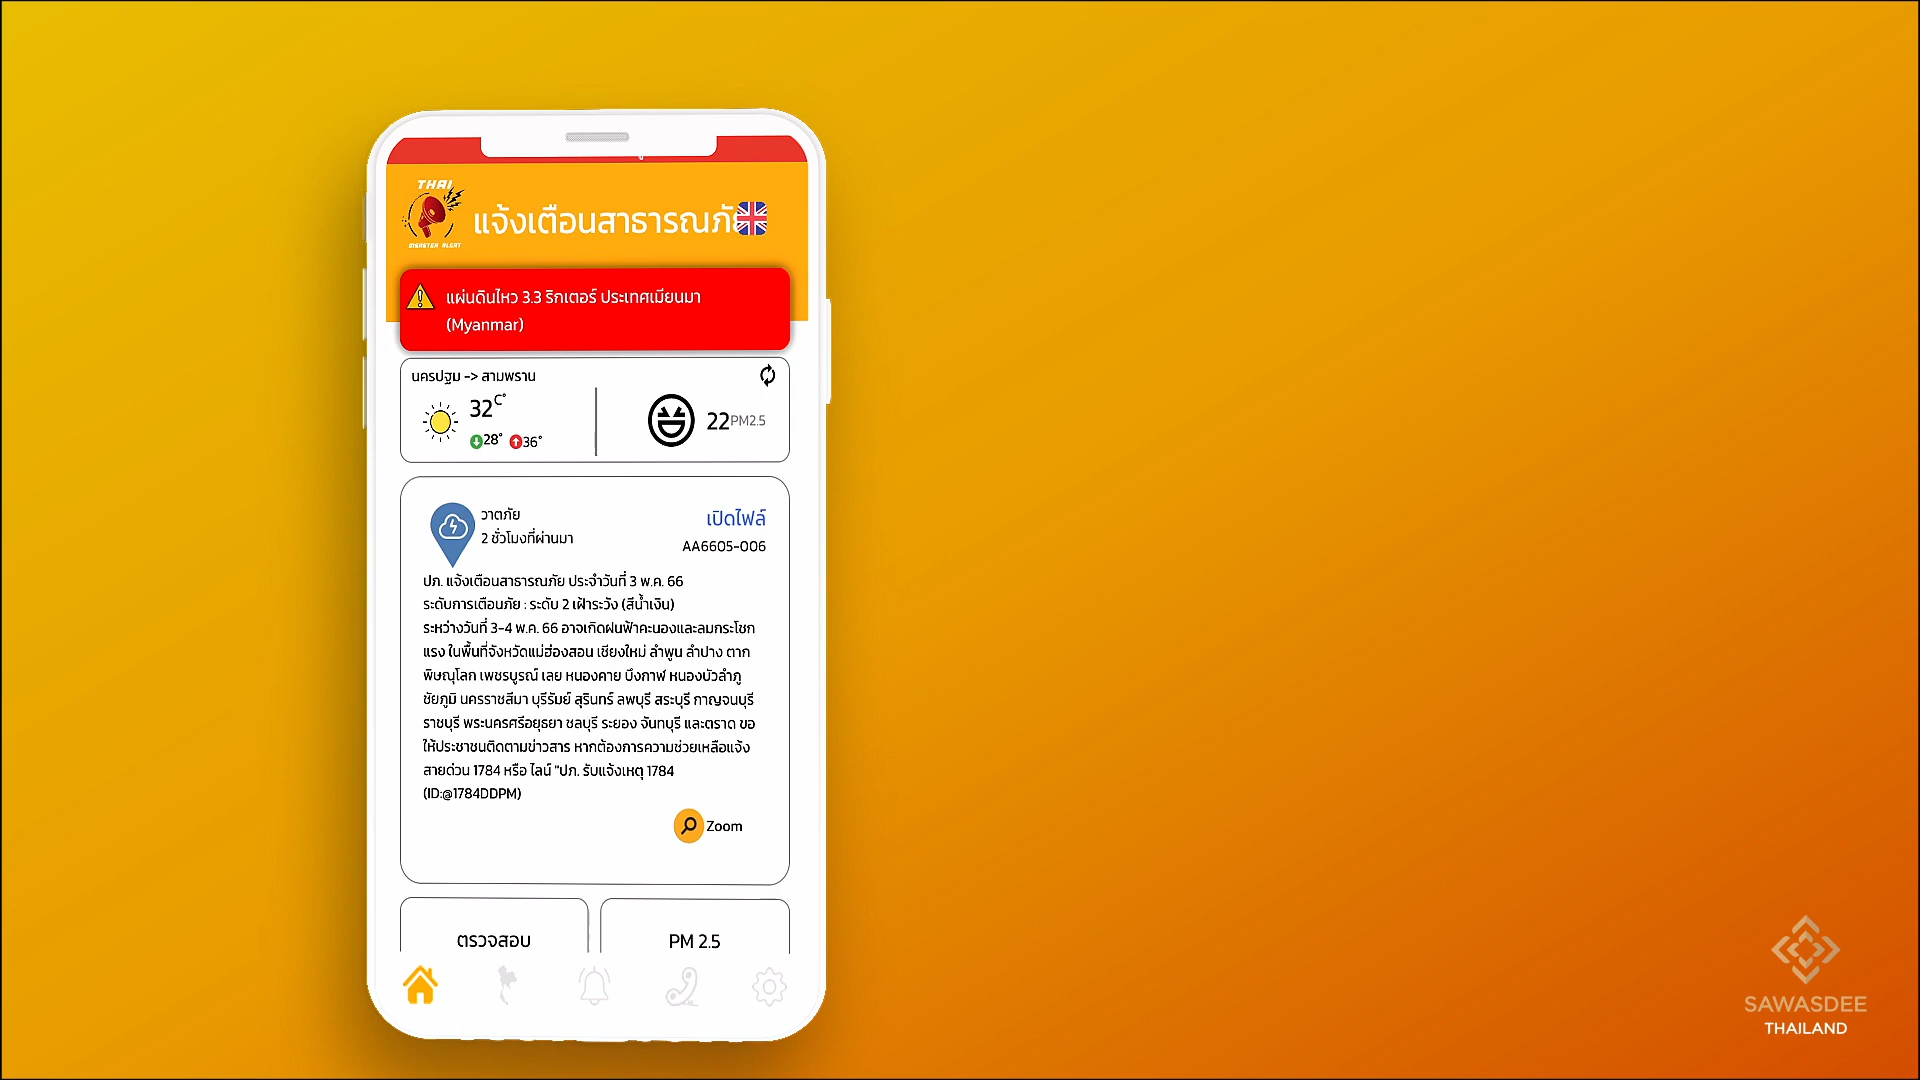 THAI
DISASTER ALERT
แจ้งเตือนสาธารณภั
แผ่นดินไหว 3.3 ริกเตอร์ ประเทศเมียนมา
(Myanmar)
นครปฐม -> สามพราน
32C°
28° 36°
22PM2.5
วาตภัย
2 ชั่วโมงที่ผ่านมา
เปิดไฟล์
AA6605-006
ปภ. แจ้งเตือนสาธารณภัย ประจำวันที่ 3 พ.ค. 66
ระดับการเตือนภัย : ระดับ 2 เฝ้าระวัง (สีน้ำเงิน)
ระหว่างวันที่ 3-4 พ.ค. 66 อาจเกิดฝนฟ้าคะนองและลมกระโชก
แรง ในพื้นที่จังหวัดแม่ฮ่องสอน เชียงใหม่ ลำพูน ลำปาง ตาก
พิษณุโลก เพชรบูรณ์ เลย หนองคาย บึงกาฬ หนองบัวลำภู
ชัยภูมิ นครราชสีมา บุรีรัมย์ สุรินทร์ ลพบุรี สระบุรี กาญจนบุรี
ราชบุรี พระนครศรีอยุธยา ชลบุรี ระยอง จันทบุรี และตราด ขอ
ให้ประชาชนติดตามข่าวสาร หากต้องการความช่วยเหลือแจ้ง
สายด่วน 1784 หรือ ไลน์ "ปภ. รับแจ้งเหตุ 1784
(ID:@1784DDPM)
Zoom
ตรวจสอบ
PM 2.5
SAWASDEE
THAILAND